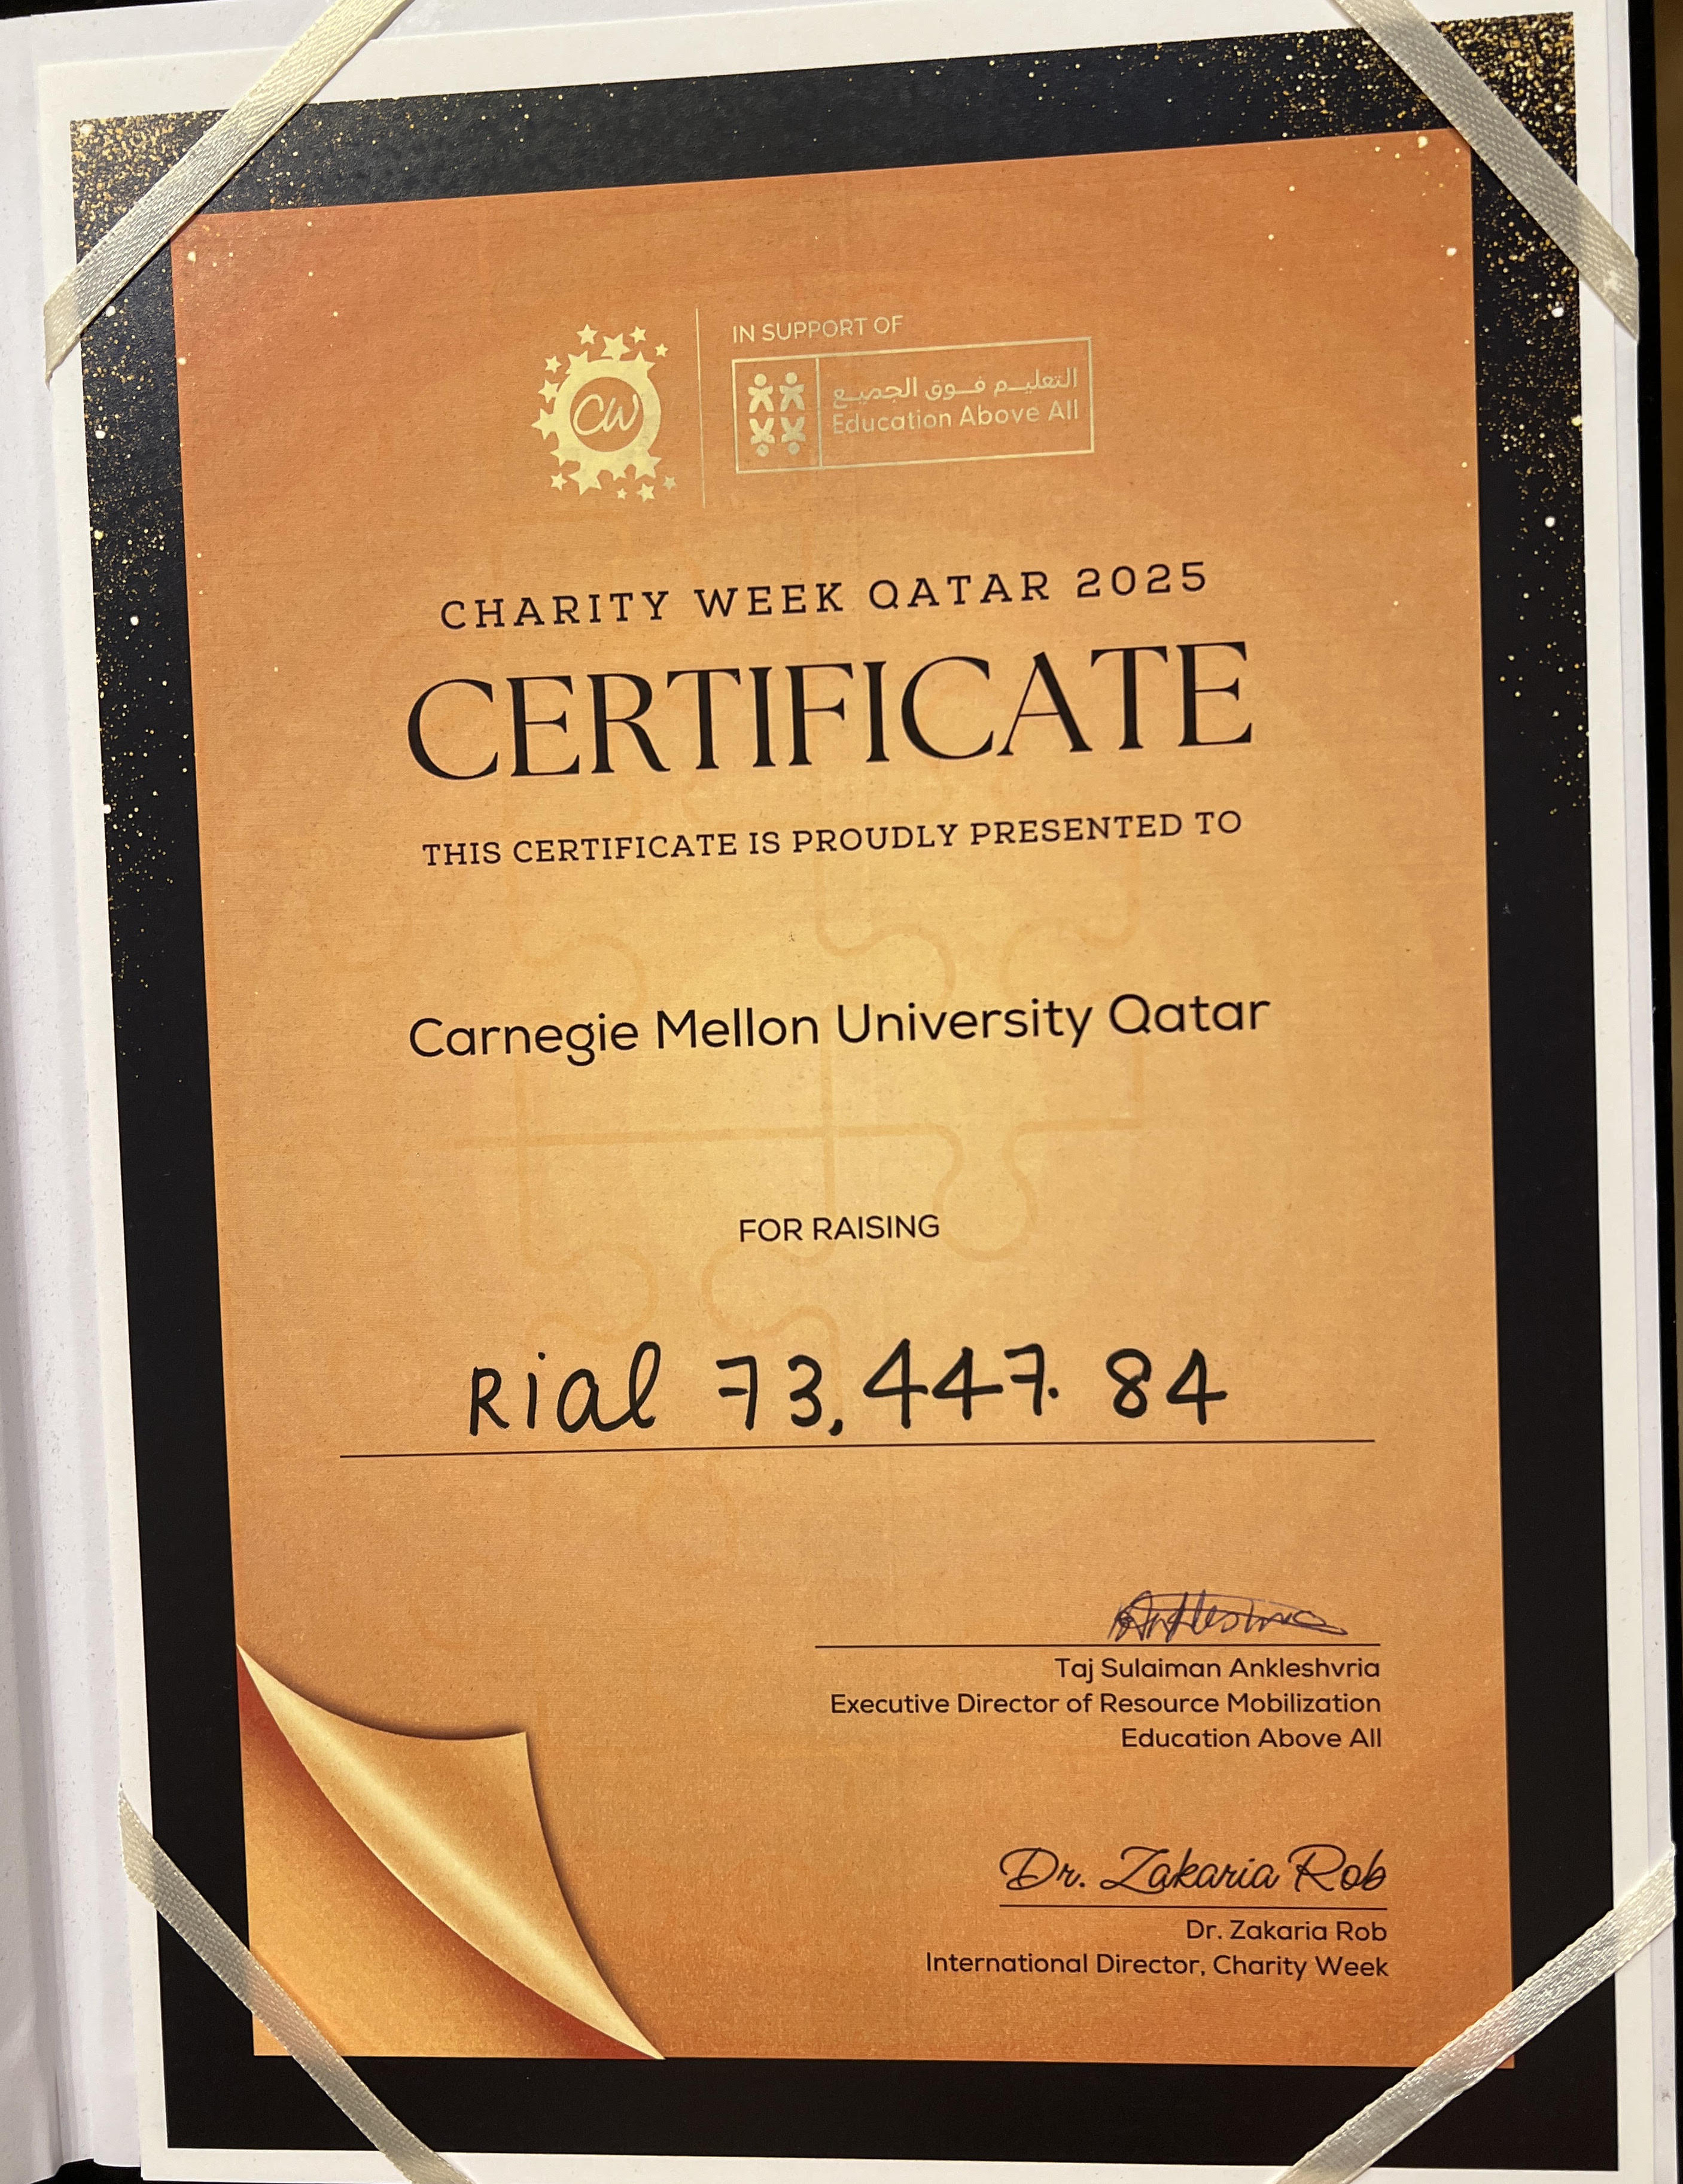 CW
IN SUPPORT OF
التعليم فوق الجميع
Education Above All
CHARITY WEEK QATAR 2025
CERTIFICATE
THIS CERTIFICATE IS PROUDLY PRESENTED TO
Carnegie Mellon University Qatar
FOR RAISING
Rial 73,447.84
Taj Sulaiman Ankleshvria
Executive Director of Resource Mobilization
Education Above All
Dr. Zakaria Rob
Dr. Zakaria Rob
International Director, Charity Week